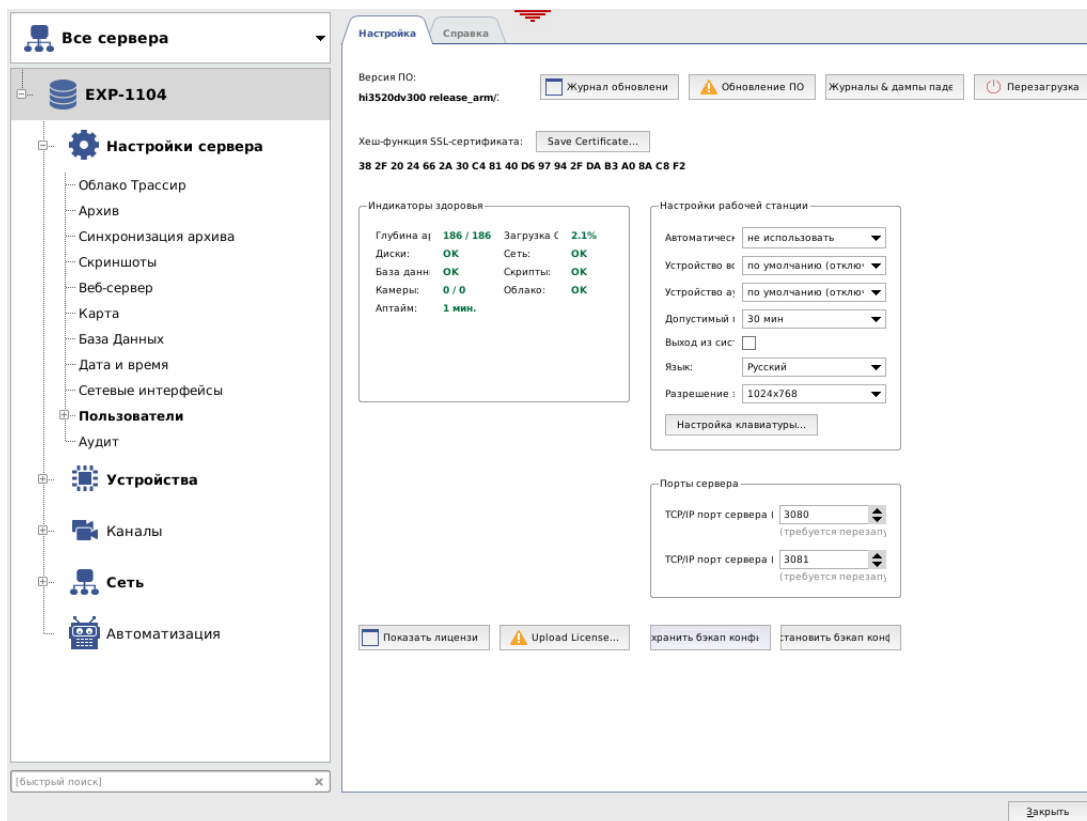 Все сервера
EXP-1104
Настройки сервера
Облако Трассир
Архив
Синхронизация архива
Скриншоты
Веб-сервер
Карта
База Данных
Дата и время
Сетевые интерфейсы
Пользователи
Аудит
Устройства
Каналы
Сеть
Автоматизация
[быстрый поиск]
Настройка Справка
Версия ПО:
hi3520dv300 release_arm/
Журнал обновлени Обновление ПО Журналы & дампы паде Перезагрузка
Хеш-функция SSL-сертификата: Save Certificate...
38 2F 20 24 66 2A 30 C4 81 40 D6 97 94 2F DA B3 A0 8A C8 F2
Индикаторы здоровья
Глубина ар 186 / 186 Загрузка C 2.1%
Диски: OK Сеть: OK
База данн OK Скрипты: OK
Камеры: 0 / 0 Облако: OK
Аптайм: 1 мин.
Настройки рабочей станции
Автоматичес не использовать
Устройство вс по умолчанию (отклю
Устройство ау по умолчанию (отклю
Допустимый 30 мин
Выход из сис
Язык: Русский
Разрешение 1024x768
Настройка клавиатуры...
Порты сервера
TCP/IP порт сервера ( 3080
(требуется перезапу
TCP/IP порт сервера ( 3081
(требуется перезапу
Показать лицензи Upload License... хранить бэкап конфи становить бэкап конф
Закрыть